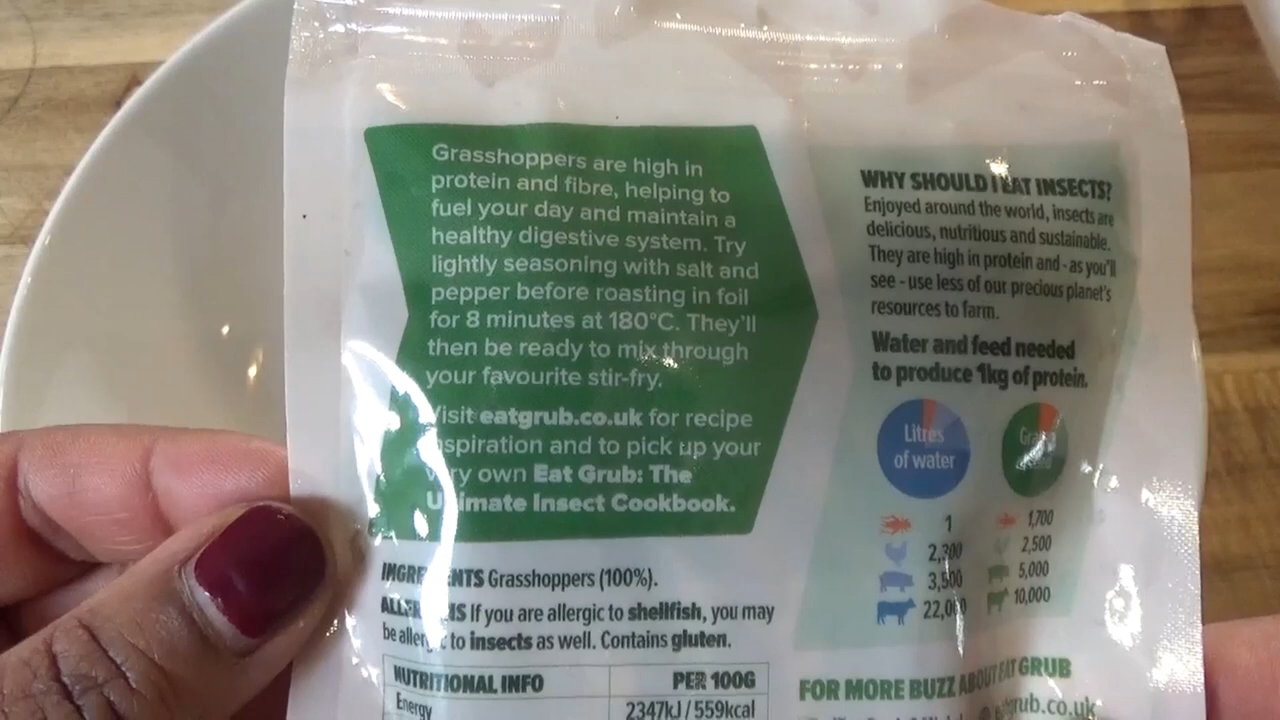 Grasshoppers are high in
protein and fibre, helping to
fuel your day and maintain a
healthy digestive system. Try
lightly seasoning with salt and
pepper before roasting in foil
for 8 minutes at 180°C. They'll
then be ready to mix through
your favourite stir-fry.
Visit eatgrub.co.uk for recipe
inspiration and to pick up your
very own Eat Grub: The
Ultimate Insect Cookbook.
INGREDIENTS Grasshoppers (100%).
ALLERGENS If you are allergic to shellfish, you may
be allergic to insects as well. Contains gluten.
NUTRITIONAL INFO PER 100G
Energy 2347kJ / 559kcal
WHY SHOULD I EAT INSECTS?
Enjoyed around the world, insects are
delicious, nutritious and sustainable.
They are high in protein and - as you'll
see - use less of our precious planet's
resources to farm.
Water and feed needed
to produce 1kg of protein.
Litres
of water
1 1,700
2,300 2,500
3,500 5,000
22,000 10,000
FOR MORE BUZZ ABOUT EAT GRUB